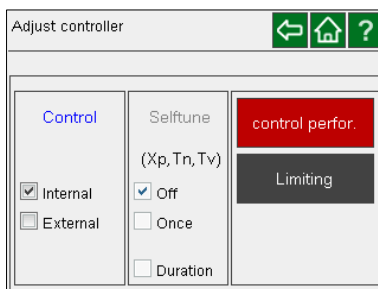 Adjust controller
?
Control
Internal
External
Selftune
(Xp,Tn,Tv)
Off
Once
Duration
control perfor.
Limiting